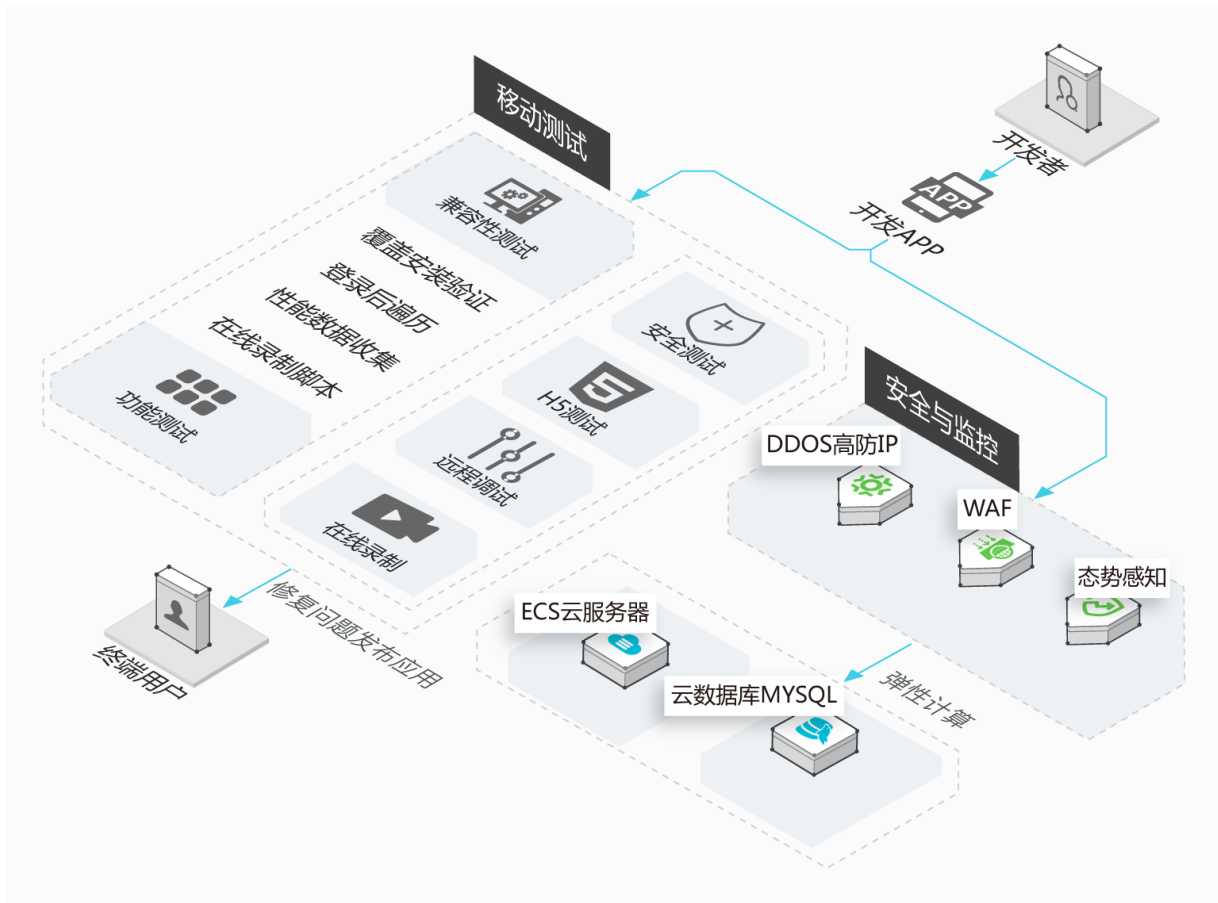 移动测试
开发者
APP
开发APP
兼容性测试
覆盖安装验证
登录后遍历
性能数据收集
在线录制脚本
功能测试
安全测试
5
H5测试
远程调试
在线录制
安全与监控
DDOS高防IP
WAF
态势感知
修复问题发布应用
终端用户
ECS云服务器
云数据库MYSQL
弹性计算